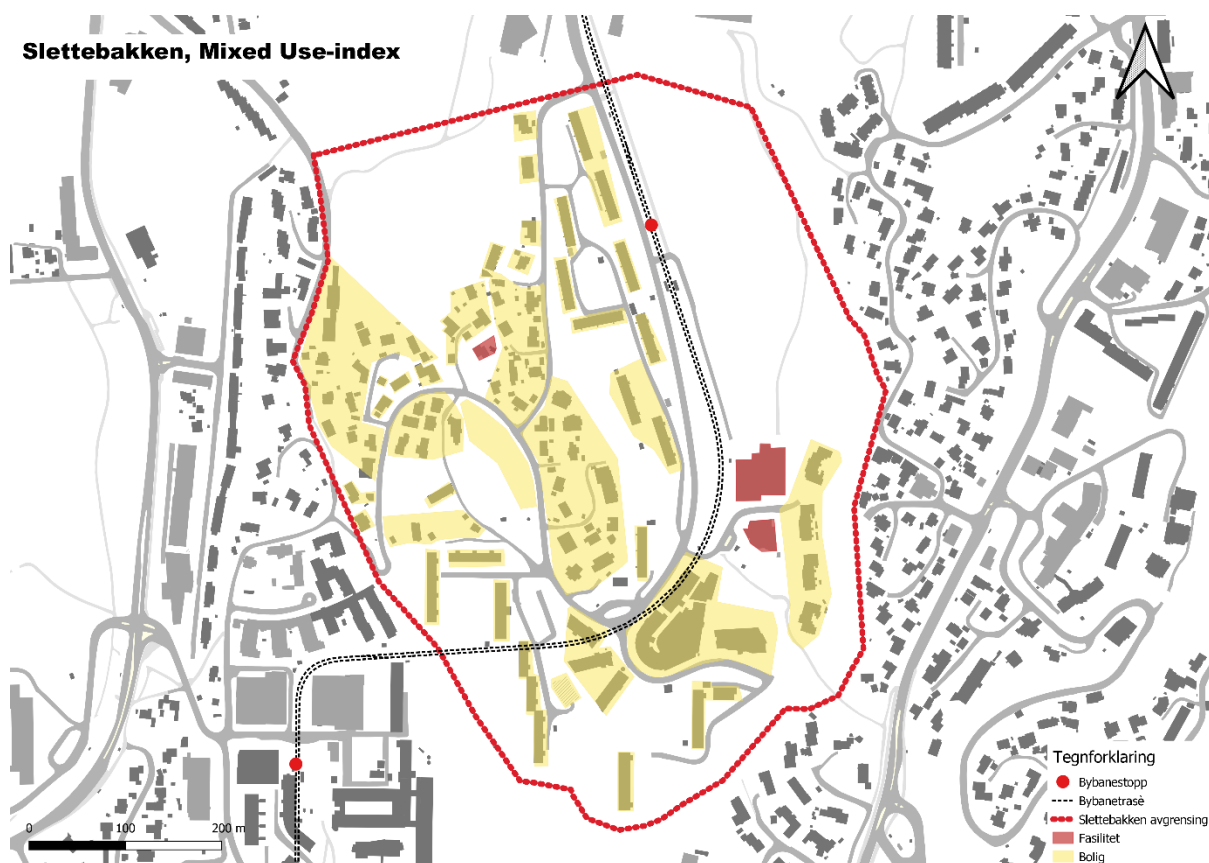 Slettebakken, Mixed Use-index
Tegnforklaring
Bybanestopp
Bybanetrasè
Slettebakken avgrensing
Fasilitet
Bolig
0 100 200 m